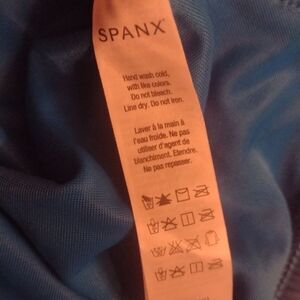 SPANX
Hand wash cold,
with like colors.
Do not bleach.
Line dry. Do not iron.
Laver à la main à
l'eau froide. Ne pas
utiliser d'agent de
blanchiment. Etendre.
Ne pas repasser.